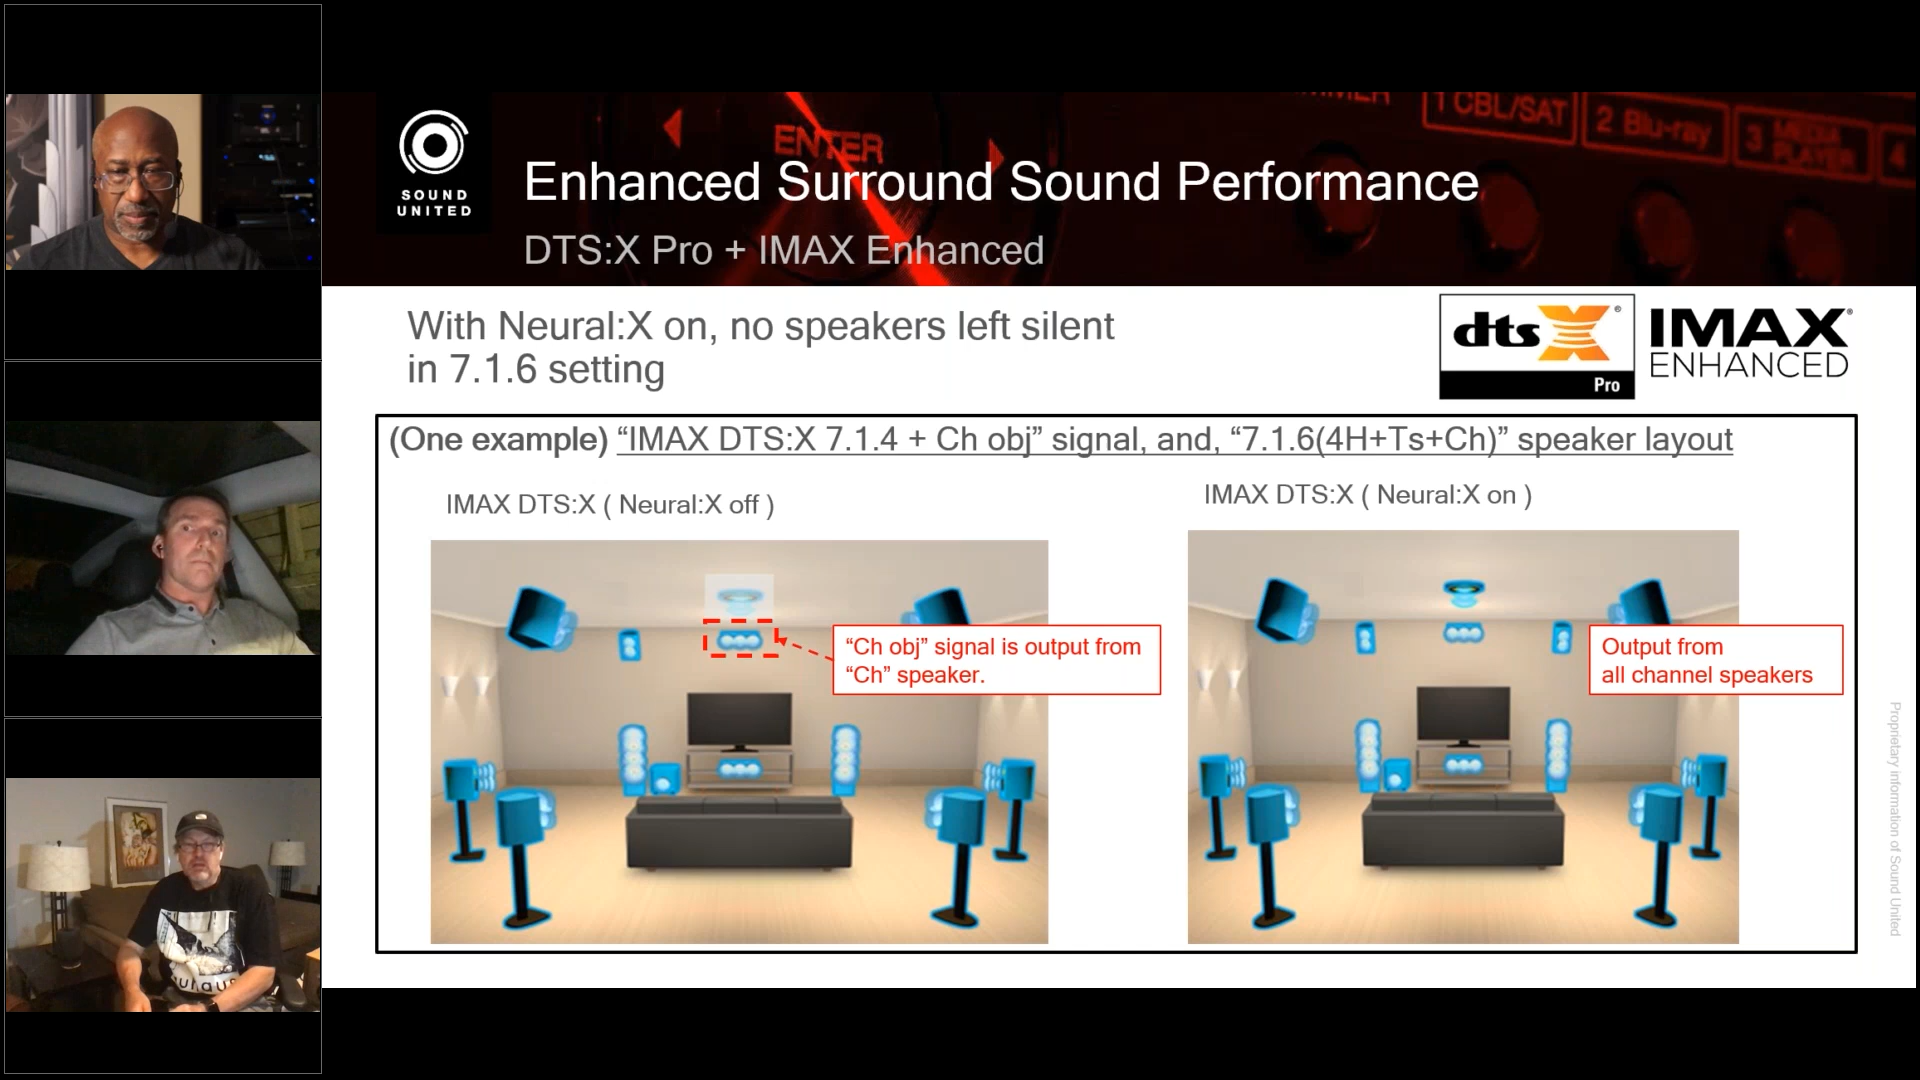 SOUND
UNITED
ENTER
1 CBL/SAT
2 Blu-ray
3 MEDIA
PLAYER
4
Enhanced Surround Sound Performance
DTS:X Pro + IMAX Enhanced
With Neural:X on, no speakers left silent
in 7.1.6 setting
dts X ®
Pro
IMAX®
ENHANCED
(One example) “IMAX DTS:X 7.1.4 + Ch obj” signal, and, “7.1.6(4H+Ts+Ch)” speaker layout
IMAX DTS:X ( Neural:X off )
IMAX DTS:X ( Neural:X on )
“Ch obj” signal is output from
“Ch” speaker.
Output from
all channel speakers
Proprietary information of Sound United